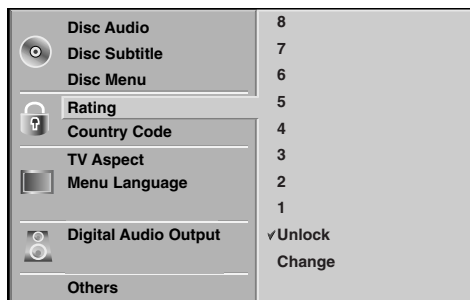 Disc Audio
Disc Subtitle
Disc Menu
Rating
Country Code
TV Aspect
Menu Language
Digital Audio Output
Others
8
7
6
5
4
3
2
1
✓Unlock
Change